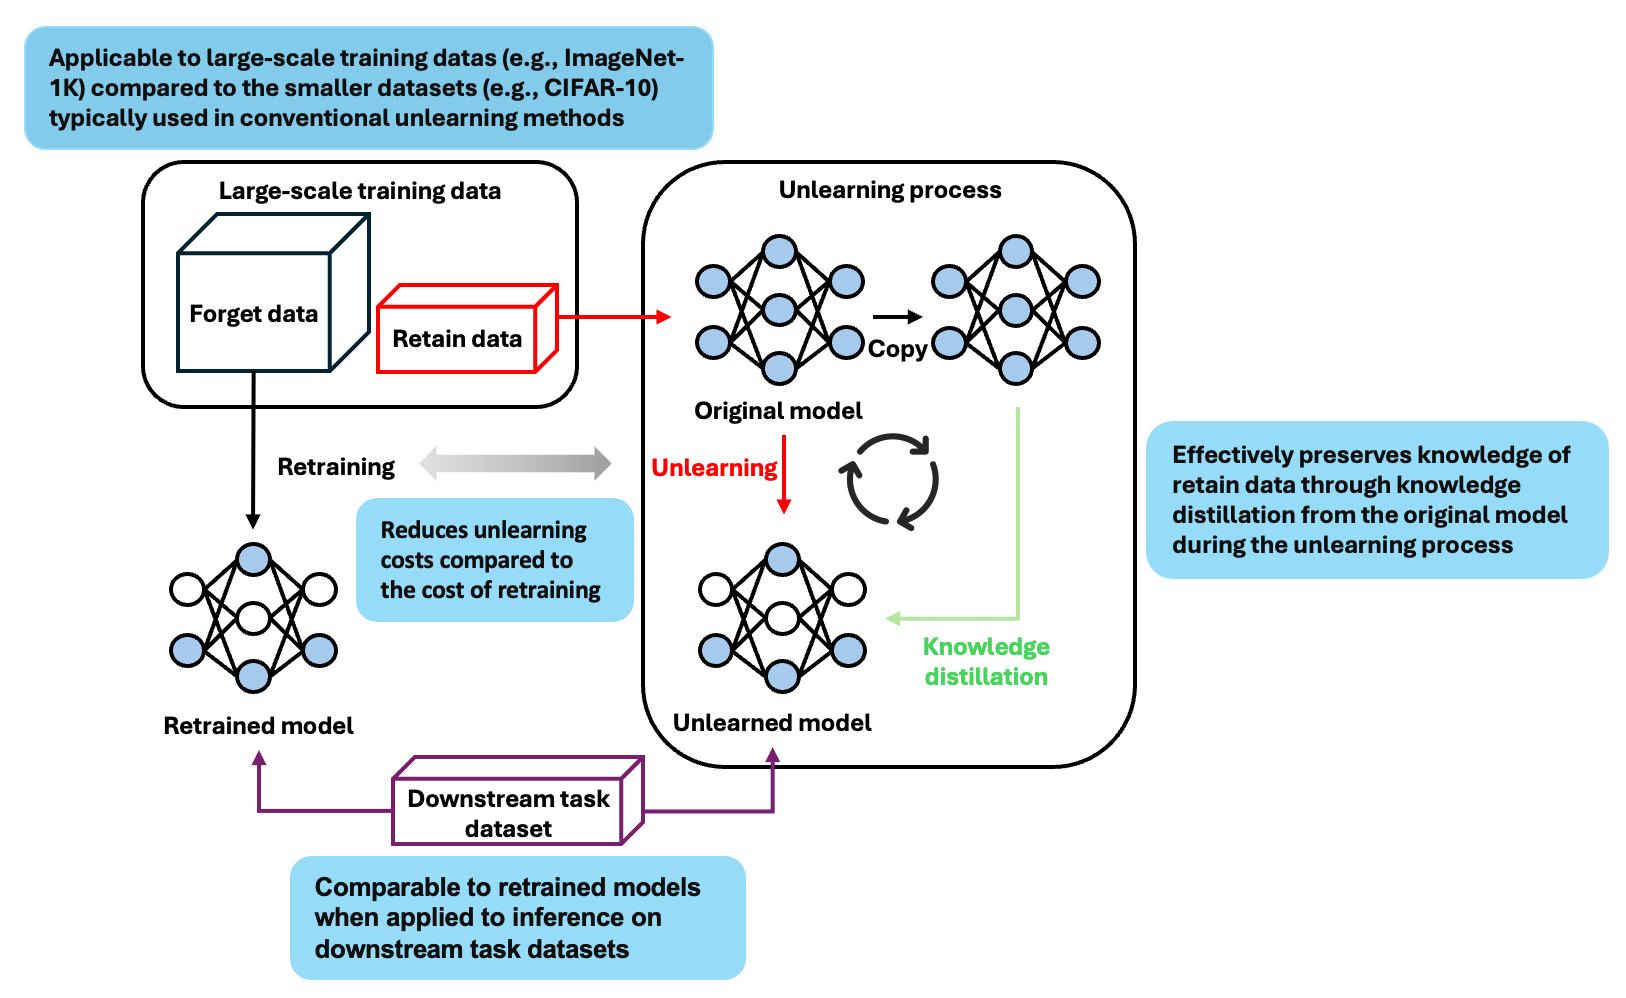 Applicable to large-scale training datas (e.g., ImageNet-
1K) compared to the smaller datasets (e.g., CIFAR-10)
typically used in conventional unlearning methods
Large-scale training data
Forget data
Retain data
Unlearning process
Copy
Original model
Retraining
Unlearning
Reduces unlearning
costs compared to
the cost of retraining
Effectively preserves knowledge of
retain data through knowledge
distillation from the original model
during the unlearning process
Knowledge
distillation
Retrained model
Unlearned model
Downstream task
dataset
Comparable to retrained models
when applied to inference on
downstream task datasets